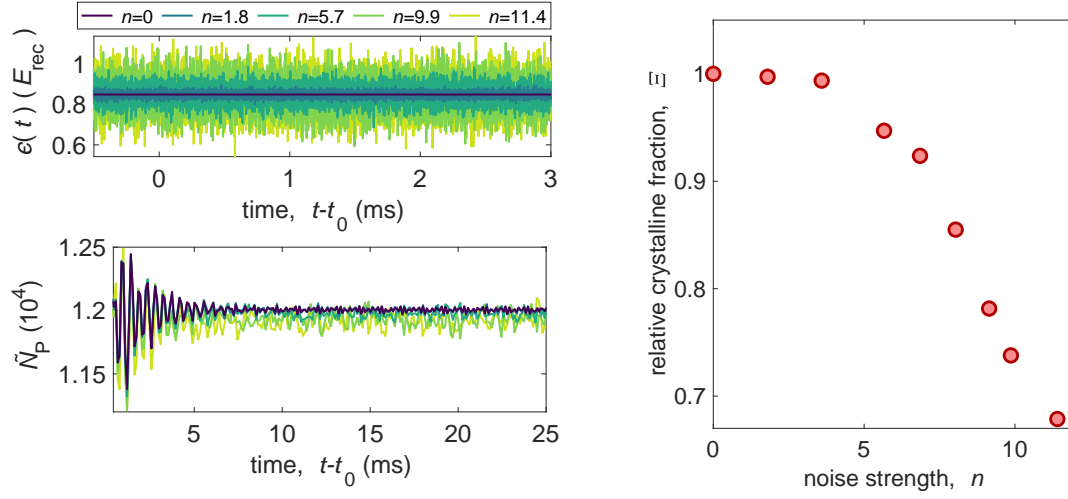 n=0 n=1.8 n=5.7 n=9.9 n=11.4
ϵ(t) (E_rec)
1
0.8
0.6
0 1 2 3
time, t-t_0 (ms)
Ñ_P (10^4)
1.25
1.20
1.15
5 10 15 20 25
time, t-t_0 (ms)
relative crystalline fraction, Ξ
1
0.9
0.8
0.7
0 5 10
noise strength, n